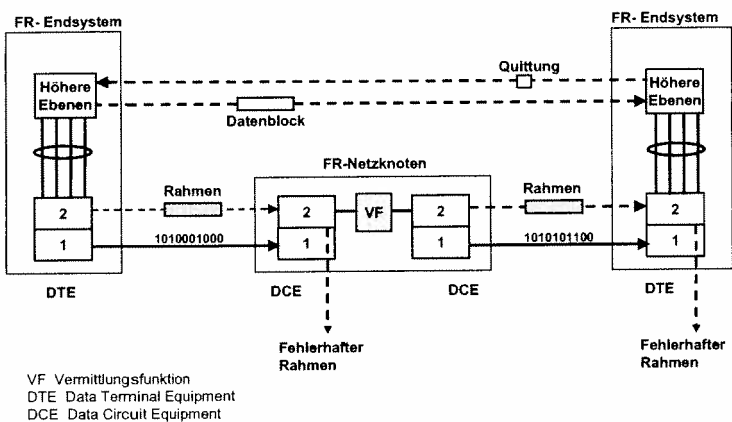 FR- Endsystem
FR- Endsystem
Quittung
Höhere
Ebenen
Höhere
Ebenen
Datenblock
FR-Netzknoten
Rahmen
Rahmen
2
2
VF
2
2
1
1010001000
1
1
1010101100
1
DTE
DCE
DCE
DTE
Fehlerhafter
Rahmen
Fehlerhafter
Rahmen
VF Vermittlungsfunktion
DTE Data Terminal Equipment
DCE Data Circuit Equipment